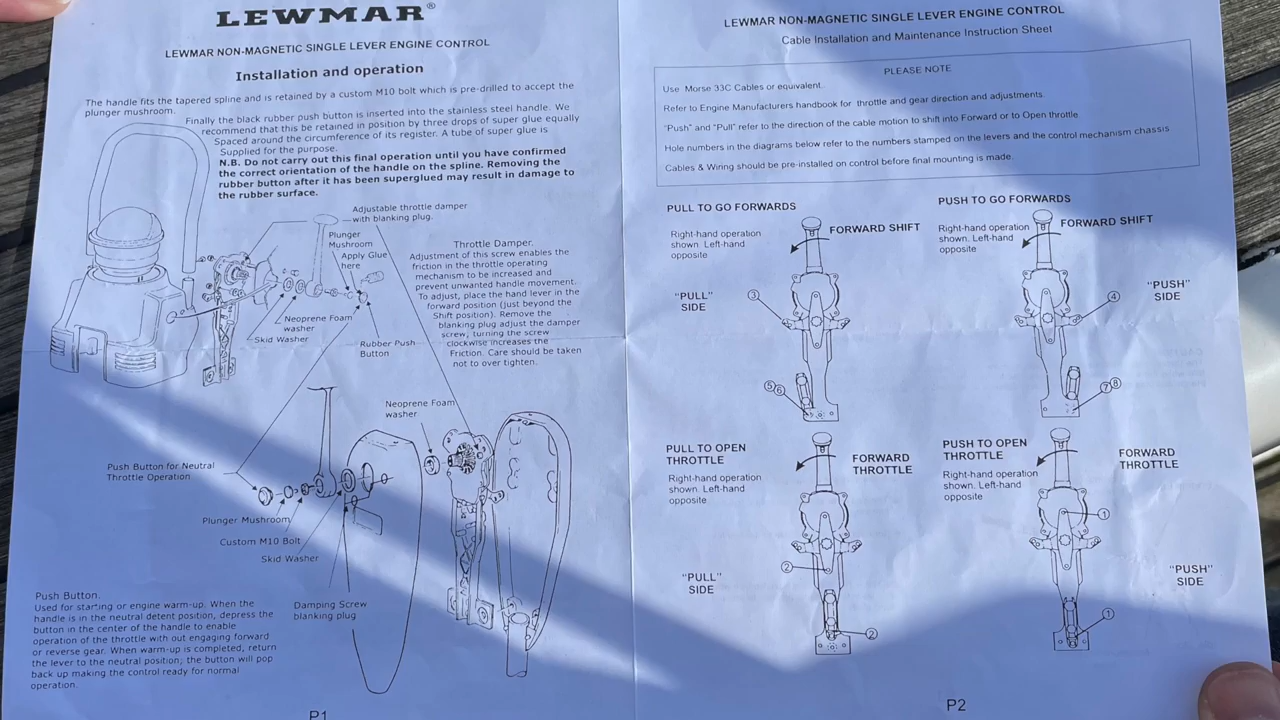 LEWMAR®
LEWMAR NON-MAGNETIC SINGLE LEVER ENGINE CONTROL
Installation and operation
The handle fits the tapered spline and is retained by a custom M10 bolt which is pre-drilled to accept the
plunger mushroom.
Finally the black rubber push button is inserted into the stainless steel handle. We
recommend that this be retained in position by three drops of super glue equally
Spaced around the circumference of its register. A tube of super glue is
Supplied for the purpose.
N.B. Do not carry out this final operation until you have confirmed
the correct orientation of the handle on the spline. Removing the
rubber button after it has been superglued may result in damage to
the rubber surface.
Adjustable throttle damper
with blanking plug.
Plunger
Mushroom
Apply Glue
here
Neoprene Foam
washer
Skid Washer
Rubber Push
Button
Throttle Damper.
Adjustment of this screw enables the
friction in the throttle operating
mechanism to be increased and
prevent unwanted handle movement.
To adjust, place the hand lever in the
forward position (just beyond the
Shift position). Remove the
blanking plug adjust the damper
screw, turning the screw
clockwise increases the
Friction. Care should be taken
not to over tighten.
Neoprene Foam
washer
Push Button for Neutral
Throttle Operation
Plunger Mushroom
Custom M10 Bolt
Skid Washer
Damping Screw
blanking plug
Push Button.
Used for starting or engine warm-up. When the
handle is in the neutral detent position, depress the
button in the center of the handle to enable
operation of the throttle with out engaging forward
or reverse gear. When warm-up is completed, return
the lever to the neutral position; the button will pop
back up making the control ready for normal
operation.
P1
LEWMAR NON-MAGNETIC SINGLE LEVER ENGINE CONTROL
Cable Installation and Maintenance Instruction Sheet
PLEASE NOTE
Use Morse 33C Cables or equivalent.
Refer to Engine Manufacturers handbook for throttle and gear direction and adjustments.
"Push" and "Pull" refer to the direction of the cable motion to shift into Forward or to Open throttle.
Hole numbers in the diagrams below refer to the numbers stamped on the levers and the control mechanism chassis.
Cables & Wiring should be pre-installed on control before final mounting is made.
PULL TO GO FORWARDS
Right-hand operation
shown. Left-hand
opposite
FORWARD SHIFT
"PULL"
SIDE
3
5 6
PUSH TO GO FORWARDS
Right-hand operation
shown. Left-hand
opposite
FORWARD SHIFT
"PUSH"
SIDE
4
7 8
PULL TO OPEN
THROTTLE
Right-hand operation
shown. Left-hand
opposite
FORWARD
THROTTLE
"PULL"
SIDE
2
2
PUSH TO OPEN
THROTTLE
Right-hand operation
shown. Left-hand
opposite
FORWARD
THROTTLE
1
"PUSH"
SIDE
1
P2